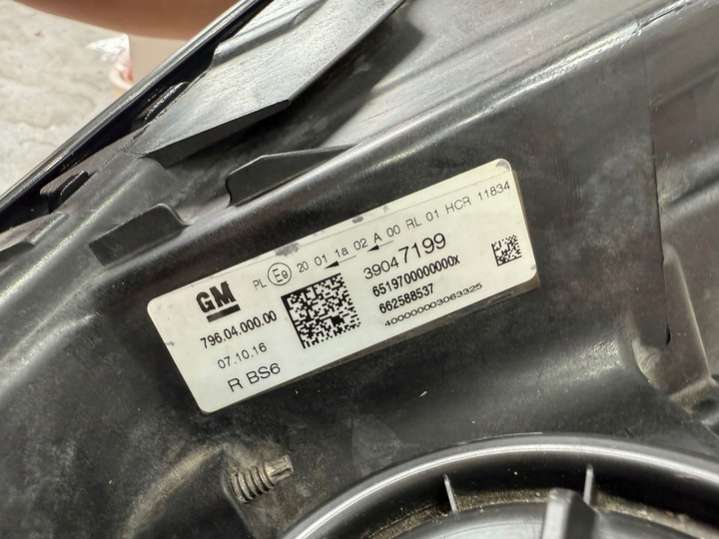 GM
PL E9 20 01 1a 02 A 00 RL 01 HCR 11834
39047199
651970000000X
662588537
40000003063325
796.04.000.00
07.10.16
R BS6